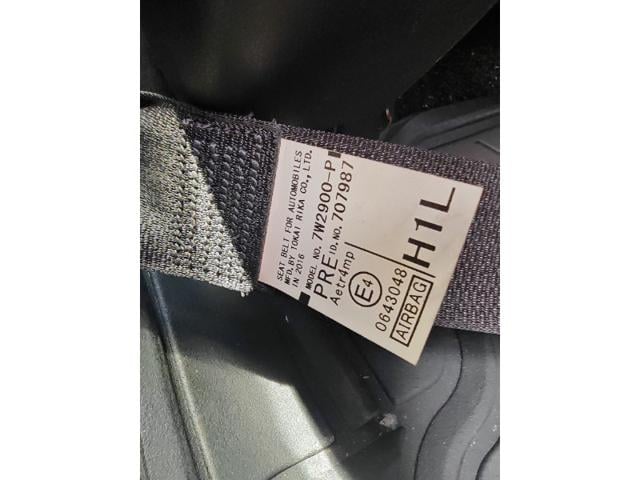 SEAT BELT FOR AUTOMOBILES
MFD. BY TOKAI RIKA CO., LTD.
IN 2016
MODEL NO. 7W2900-P
PRE ID.NO. 707987
Aetr4mp
E4
0643048
AIRBAG
H1L